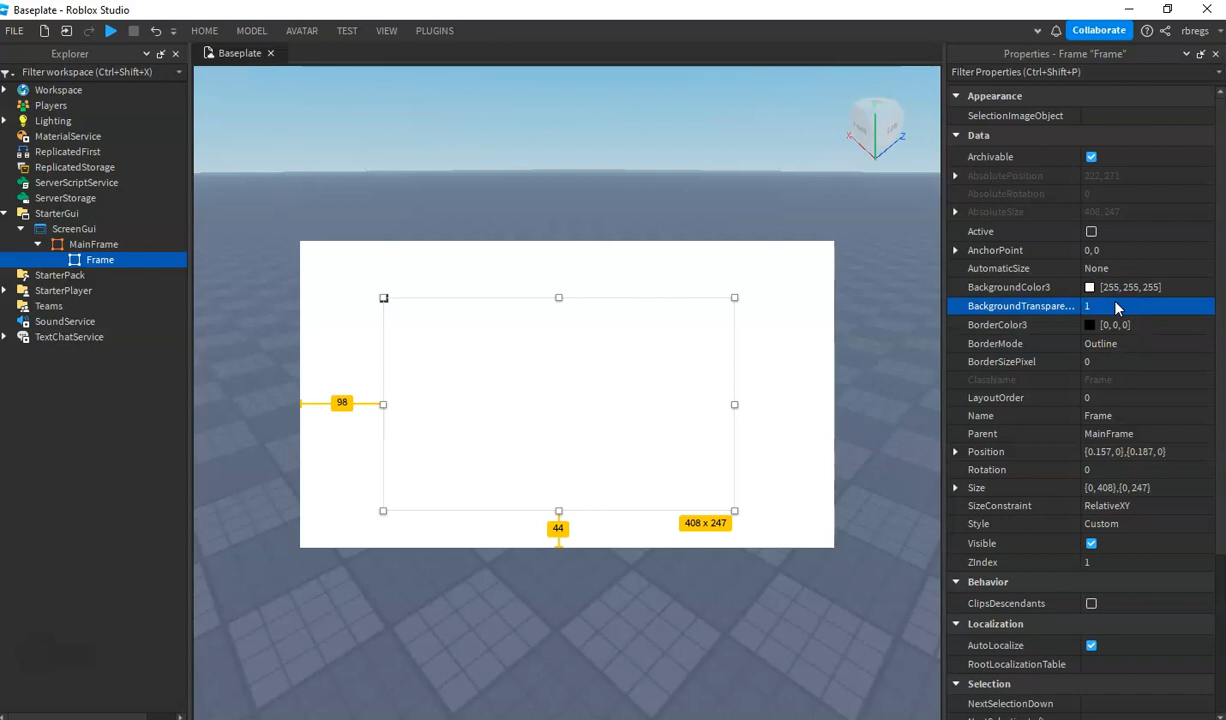 Baseplate - Roblox Studio
FILE HOME MODEL AVATAR TEST VIEW PLUGINS Collaborate rbregs
Explorer
Filter workspace (Ctrl+Shift+X)
Workspace
Players
Lighting
MaterialService
ReplicatedFirst
ReplicatedStorage
ServerScriptService
ServerStorage
StarterGui
ScreenGui
MainFrame
Frame
StarterPack
StarterPlayer
Teams
SoundService
TextChatService
Baseplate
X
Z
98
44
408 x 247
Properties - Frame "Frame"
Filter Properties (Ctrl+Shift+P)
Appearance
SelectionImageObject
Data
Archivable
AbsolutePosition 222, 271
AbsoluteRotation 0
AbsoluteSize 408, 247
Active
AnchorPoint 0, 0
AutomaticSize None
BackgroundColor3 [255, 255, 255]
BackgroundTranspare... 1
BorderColor3 [0, 0, 0]
BorderMode Outline
BorderSizePixel 0
ClassName Frame
LayoutOrder 0
Name Frame
Parent MainFrame
Position {0.157, 0},{0.187, 0}
Rotation 0
Size {0, 408},{0, 247}
SizeConstraint RelativeXY
Style Custom
Visible
ZIndex 1
Behavior
ClipsDescendants
Localization
AutoLocalize
RootLocalizationTable
Selection
NextSelectionDown